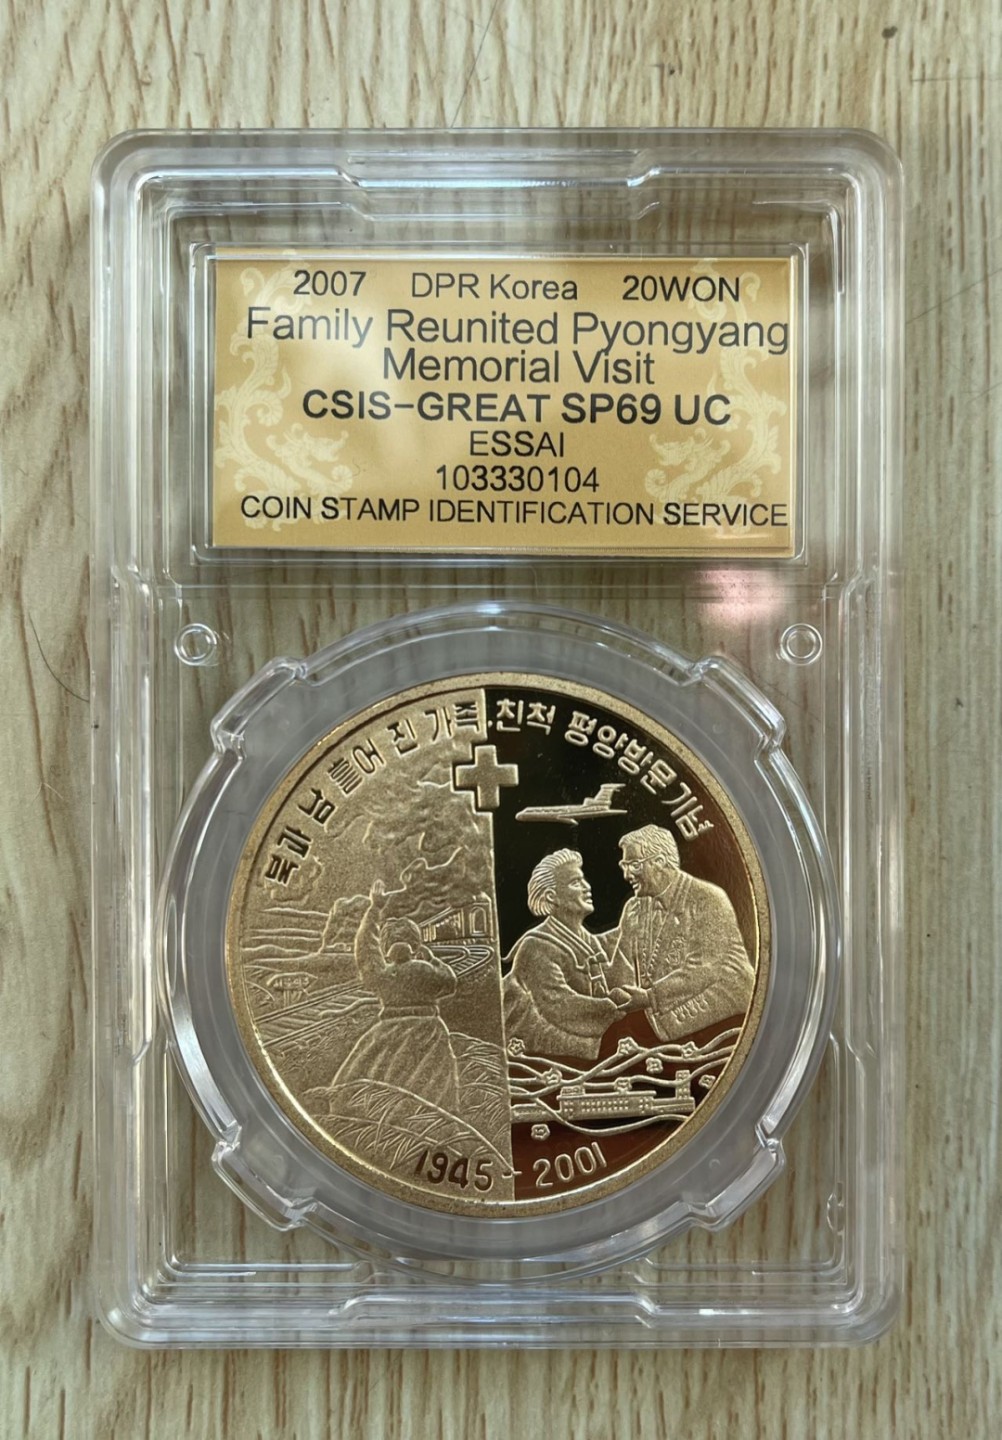 2007 DPR Korea 20WON
Family Reunited Pyongyang
Memorial Visit
CSIS-GREAT SP69 UC
ESSAI
103330104
COIN STAMP IDENTIFICATION SERVICE
북과 남 흩어 진 가족, 친척 평양방문기념
1945-2001